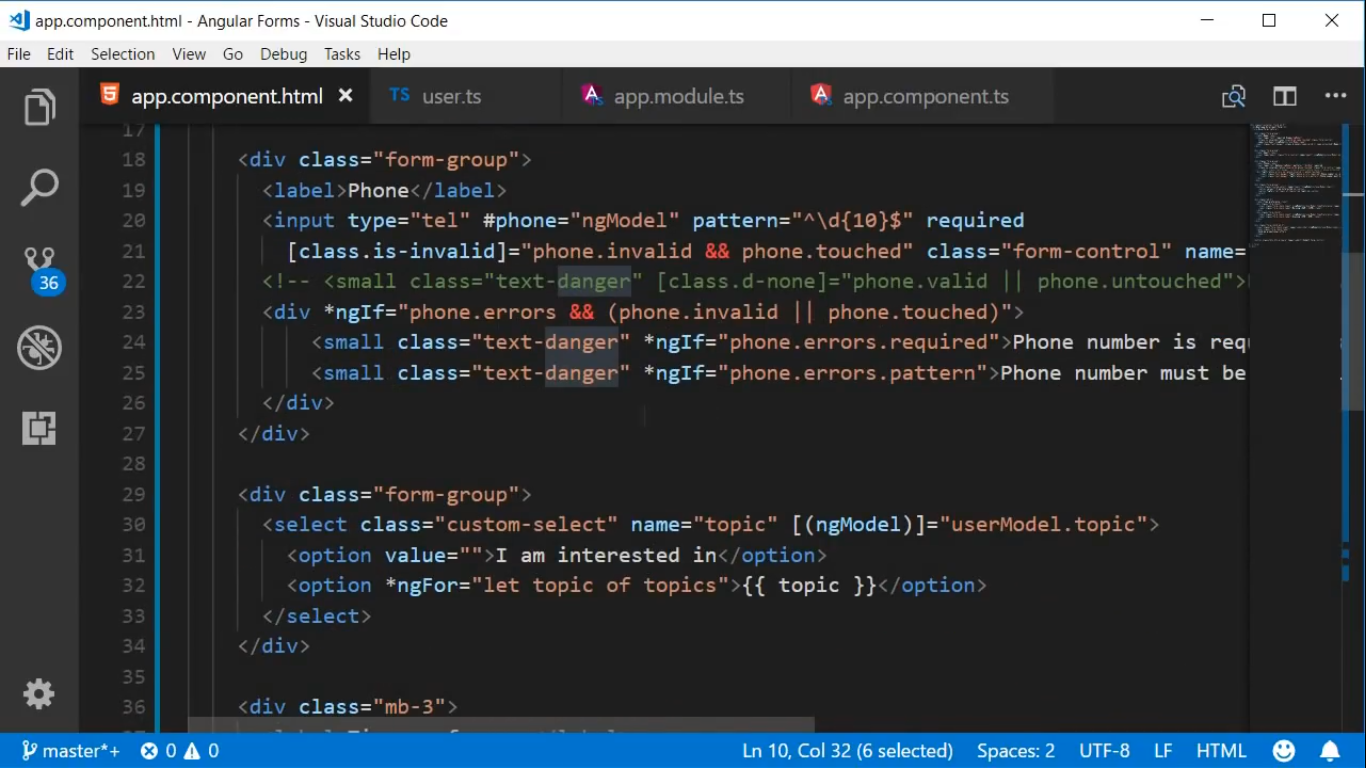 app.component.html - Angular Forms - Visual Studio Code
File Edit Selection View Go Debug Tasks Help
app.component.html TS user.ts app.module.ts app.component.ts
17
18 <div class="form-group">
19 <label>Phone</label>
20 <input type="tel" #phone="ngModel" pattern="^\d{10}$" required
21 [class.is-invalid]="phone.invalid && phone.touched" class="form-control" name=
22 <!-- <small class="text-danger" [class.d-none]="phone.valid || phone.untouched">
23 <div *ngIf="phone.errors && (phone.invalid || phone.touched)">
24 <small class="text-danger" *ngIf="phone.errors.required">Phone number is req
25 <small class="text-danger" *ngIf="phone.errors.pattern">Phone number must be
26 </div>
27 </div>
28
29 <div class="form-group">
30 <select class="custom-select" name="topic" [(ngModel)]="userModel.topic">
31 <option value="">I am interested in</option>
32 <option *ngFor="let topic of topics">{{ topic }}</option>
33 </select>
34 </div>
35
36 <div class="mb-3">
36
master*+ 0 0 Ln 10, Col 32 (6 selected) Spaces: 2 UTF-8 LF HTML